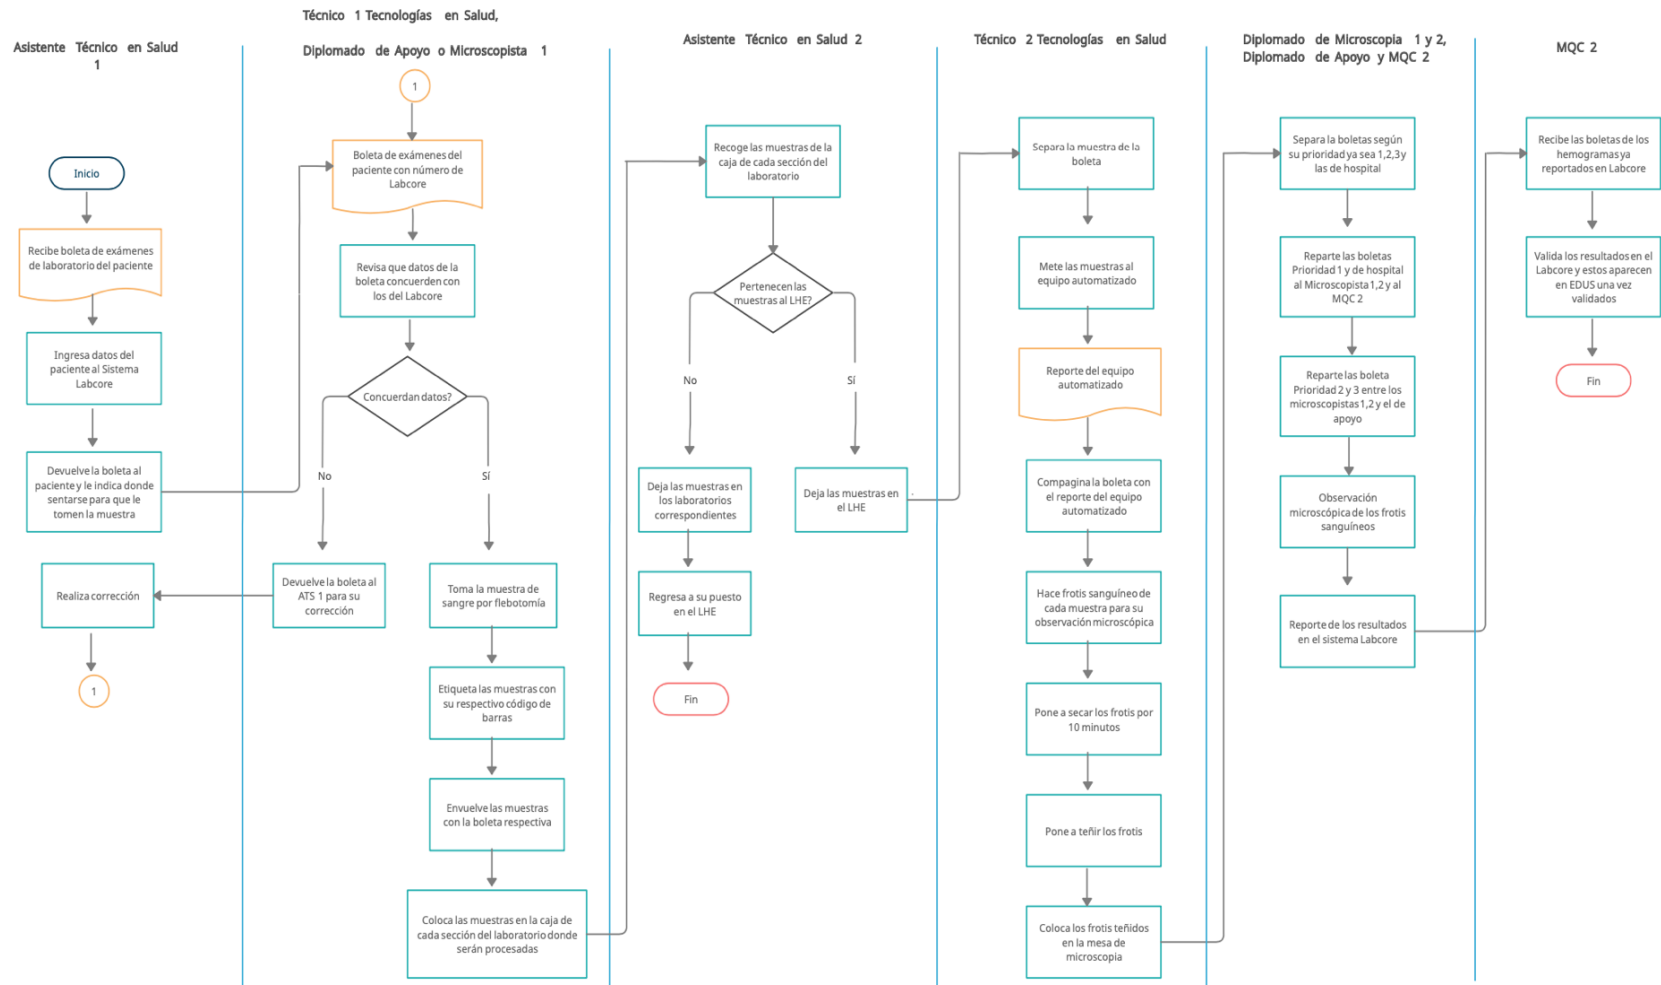 Asistente Técnico en Salud
1
Inicio
Recibe boleta de exámenes
de laboratorio del paciente
Ingresa datos del
paciente al Sistema
Labcore
Devuelve la boleta al
paciente y le indica donde
sentarse para que le
tomen la muestra
Realiza corrección
1
Técnico 1 Tecnologías en Salud,
Diplomado de Apoyo o Microscopista 1
1
Boleta de exámenes del
paciente con número de
Labcore
Revisa que datos de la
boleta concuerden con
los del Labcore
Concuerdan datos?
No
Sí
Devuelve la boleta al
ATS 1 para su
corrección
Toma la muestra de
sangre por flebotomía
Etiqueta las muestras con
su respectivo código de
barras
Envuelve las muestras
con la boleta respectiva
Coloca las muestras en la caja de
cada sección del laboratorio donde
serán procesadas
Asistente Técnico en Salud 2
Recoge las muestras de la
caja de cada sección del
laboratorio
Pertenecen las
muestras al LHE?
No
Sí
Deja las muestras en
los laboratorios
correspondientes
Deja las muestras en
el LHE
Regresa a su puesto
en el LHE
Fin
Técnico 2 Tecnologías en Salud
Separa la muestra de la
boleta
Mete las muestras al
equipo automatizado
Reporte del equipo
automatizado
Compagina la boleta con
el reporte del equipo
automatizado
Hace frotis sanguíneo de
cada muestra para su
observación microscópica
Pone a secar los frotis por
10 minutos
Pone a teñir los frotis
Coloca los frotis teñidos
en la mesa de
microscopia
Diplomado de Microscopia 1 y 2,
Diplomado de Apoyo y MQC 2
Separa la boletas según
su prioridad ya sea 1,2,3 y
las de hospital
Reparte las boletas
Prioridad 1 y de hospital
al Microscopista 1,2 y al
MQC 2
Reparte las boleta
Prioridad 2 y 3 entre los
microscopistas 1,2 y el de
apoyo
Observación
microscópica de los frotis
sanguíneos
Reporte de los resultados
en el sistema Labcore
MQC 2
Recibe las boletas de los
hemogramas ya
reportados en Labcore
Valida los resultados en el
Labcore y estos aparecen
en EDUS una vez
validados
Fin